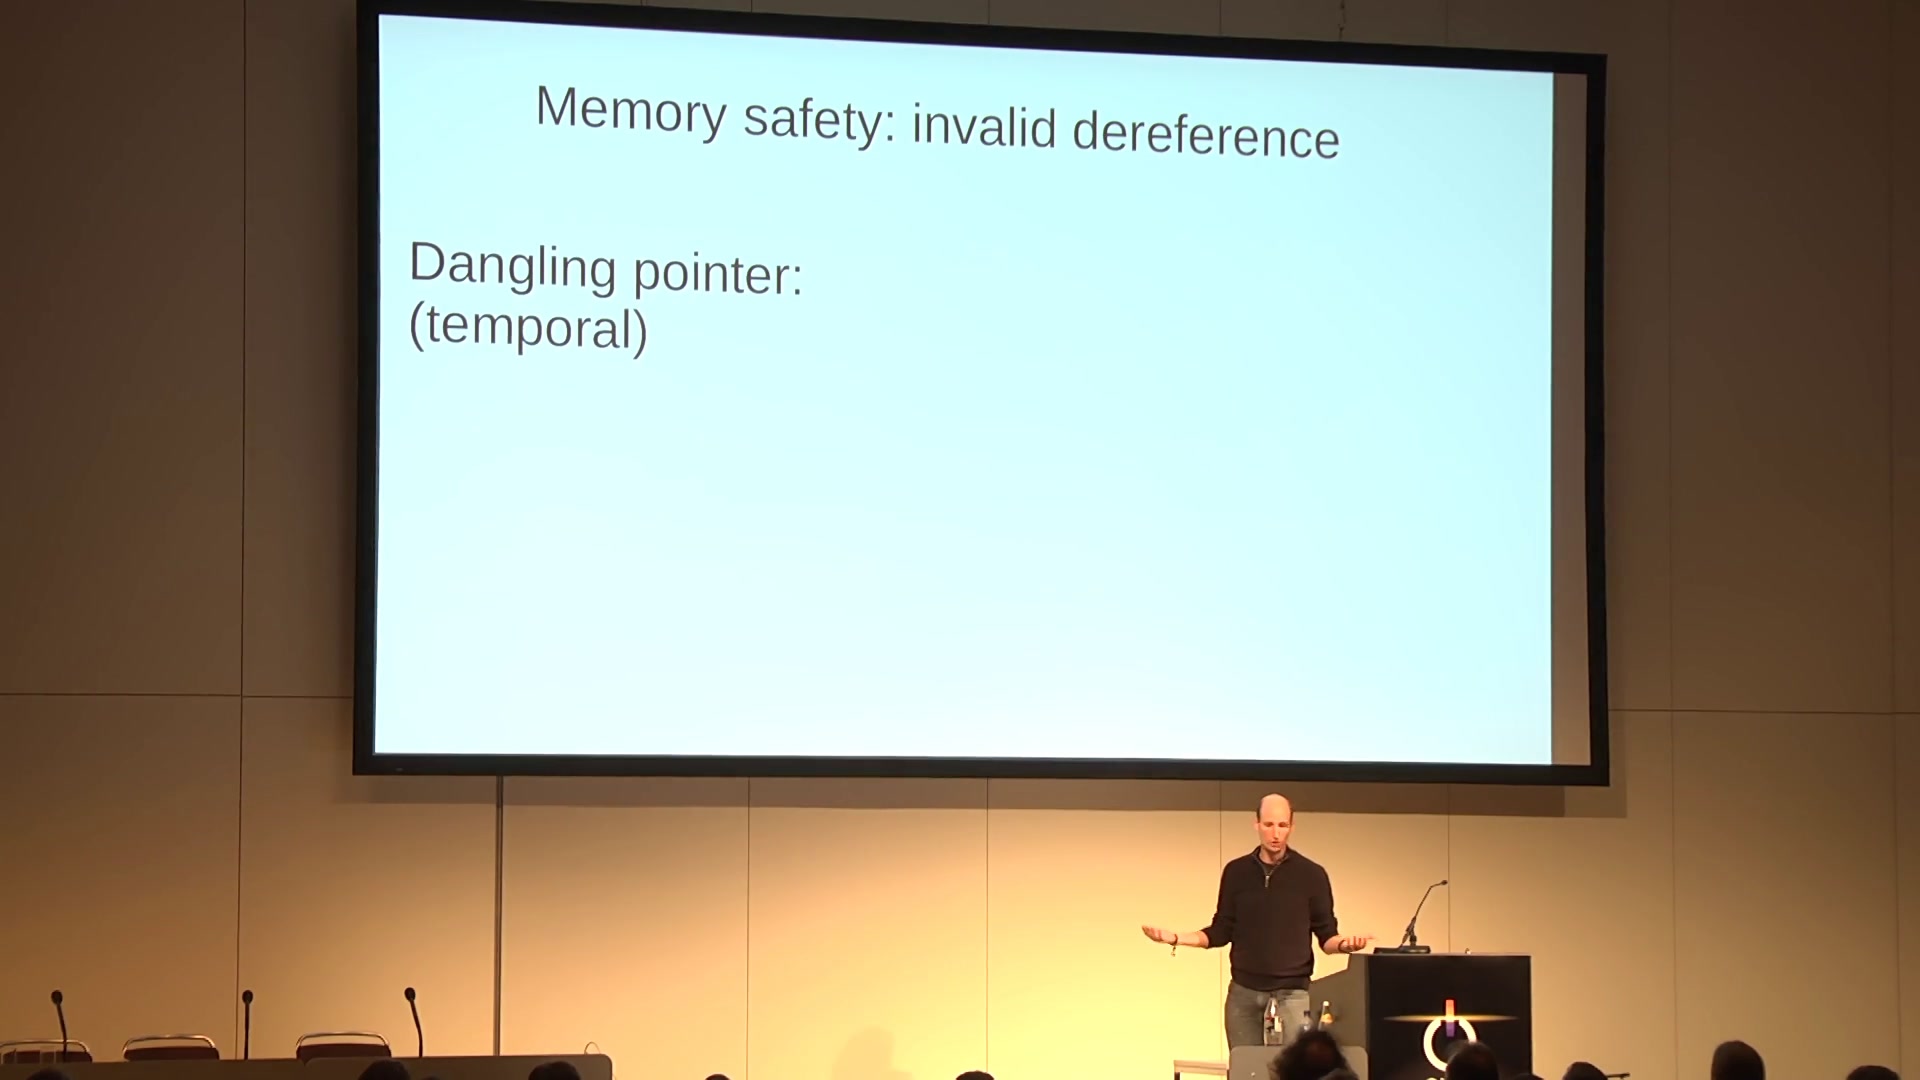 Memory safety: invalid dereference
Dangling pointer:
(temporal)